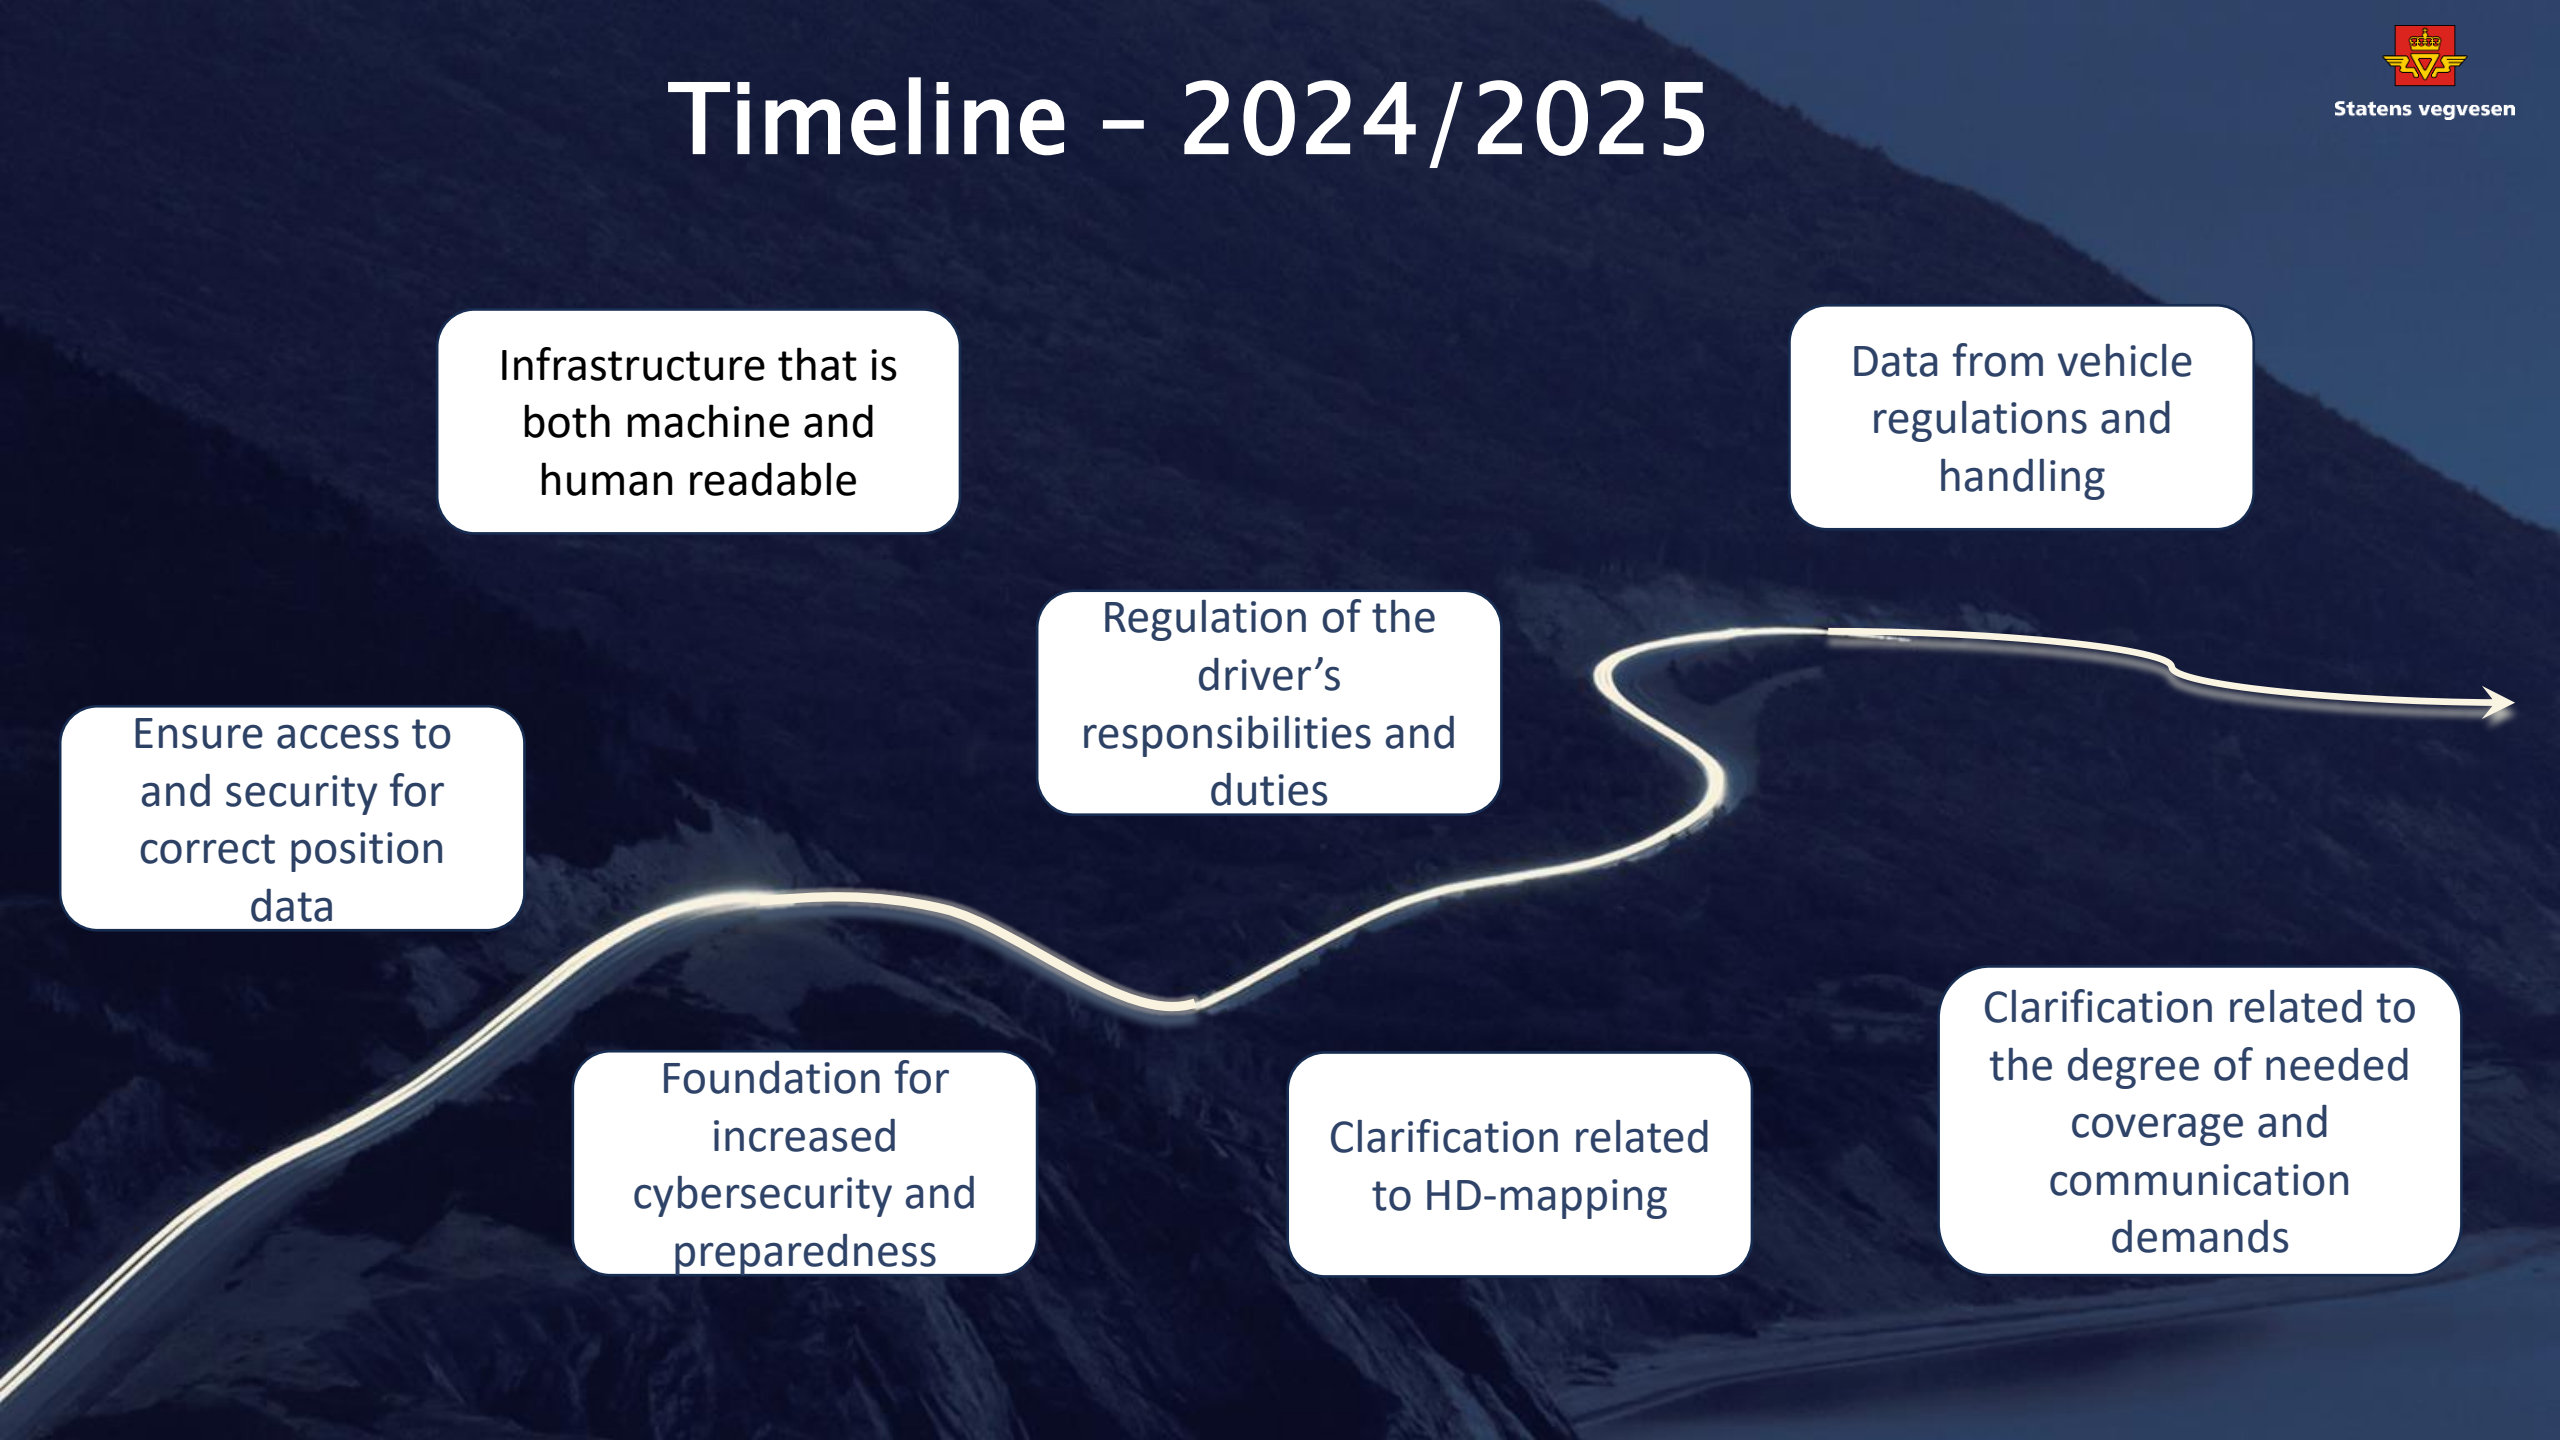 Timeline – 2024/2025
Statens vegvesen
Infrastructure that is
both machine and
human readable
Data from vehicle
regulations and
handling
Regulation of the
driver’s
responsibilities and
duties
Ensure access to
and security for
correct position
data
Foundation for
increased
cybersecurity and
preparedness
Clarification related
to HD-mapping
Clarification related to
the degree of needed
coverage and
communication
demands